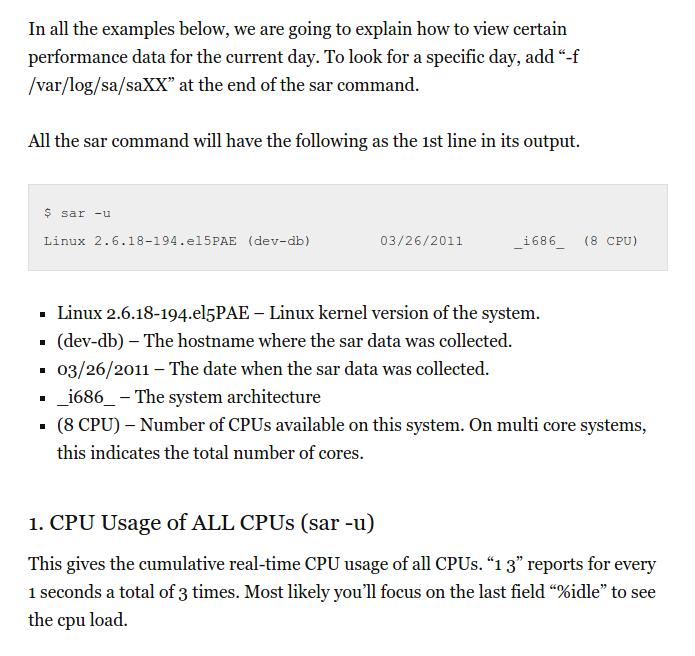 In all the examples below, we are going to explain how to view certain
performance data for the current day. To look for a specific day, add “-f
/var/log/sa/saXX” at the end of the sar command.
All the sar command will have the following as the 1st line in its output.
$ sar -u
Linux 2.6.18-194.el5PAE (dev-db) 03/26/2011 _i686_ (8 CPU)
▪ Linux 2.6.18-194.el5PAE – Linux kernel version of the system.
▪ (dev-db) – The hostname where the sar data was collected.
▪ 03/26/2011 – The date when the sar data was collected.
▪ _i686_ – The system architecture
▪ (8 CPU) – Number of CPUs available on this system. On multi core systems,
this indicates the total number of cores.
1. CPU Usage of ALL CPUs (sar -u)
This gives the cumulative real-time CPU usage of all CPUs. “1 3” reports for every
1 seconds a total of 3 times. Most likely you’ll focus on the last field “%idle” to see
the cpu load.